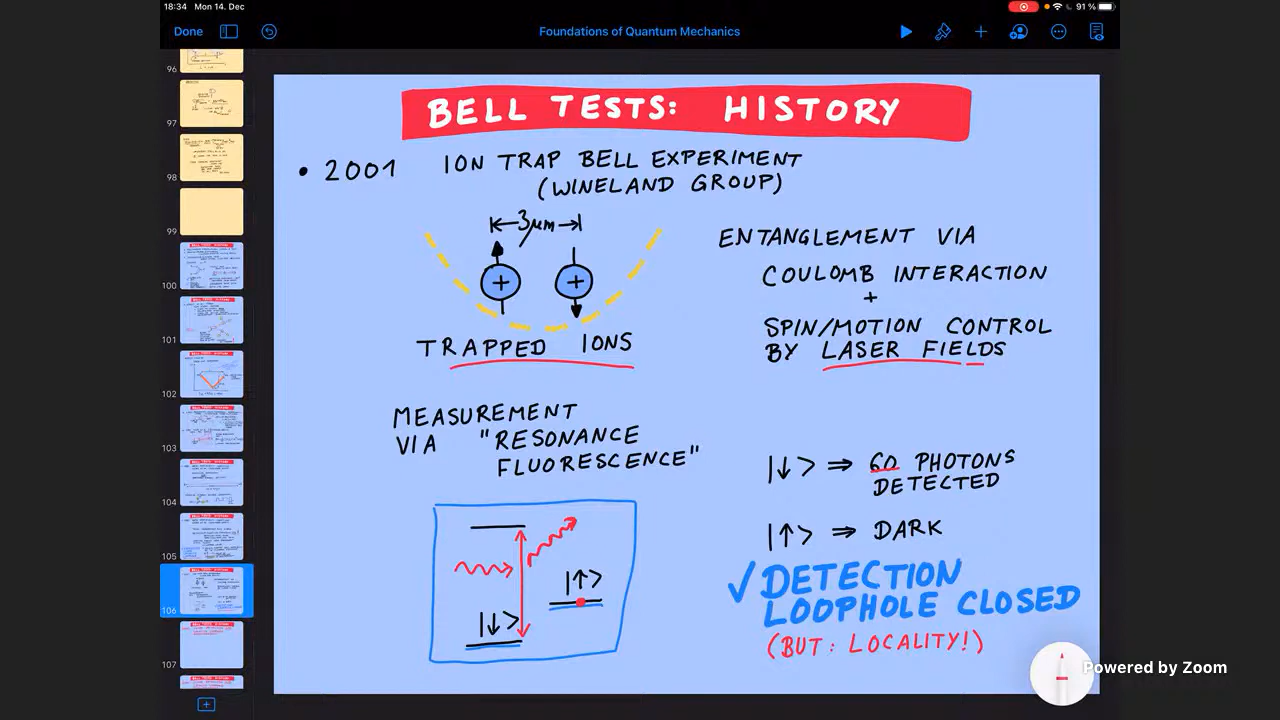 18:34 Mon 14. Dec
91 %
Done
Foundations of Quantum Mechanics
96
97
98
99
100
101
102
103
104
105
106
107
BELL TESTS: HISTORY
• 2001 ION TRAP BELL EXPERIMENT
(WINELAND GROUP)
3µm
+ +
TRAPPED IONS
ENTANGLEMENT VIA
COULOMB INTERACTION
+
SPIN/MOTION CONTROL
BY LASER FIELDS
MEASUREMENT
VIA "RESONANCE
FLUORESCENCE"
|↑>
|↓>
|↓> ⇒ 60 PHOTONS
DETECTED
|↑> ⇒ DARK
✓ DETECTION
LOOPHOLE CLOSED
(BUT: LOCALITY!)
Powered by Zoom